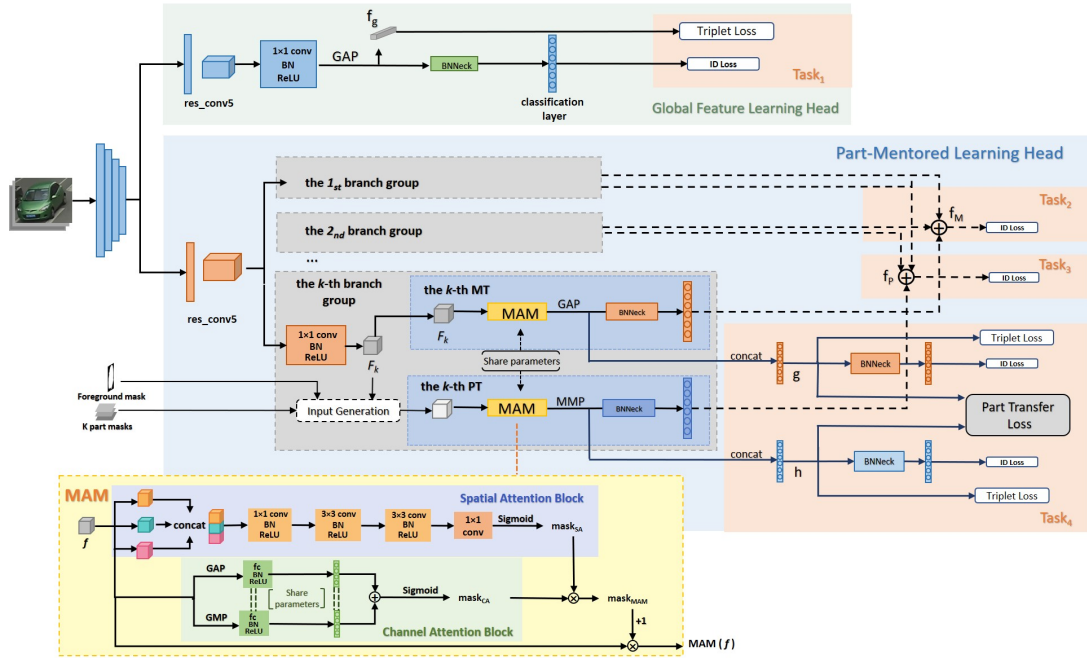 f_g
Triplet Loss
1×1 conv
BN
ReLU
GAP
BNNeck
ID Loss
Task₁
res_conv5
classification
layer
Global Feature Learning Head
Part-Mentored Learning Head
the 1st branch group
Task₂
f_M
ID Loss
the 2nd branch group
...
Task₃
f_P
ID Loss
res_conv5
the k-th branch
group
the k-th MT
GAP
MAM
BNNeck
F_k
1×1 conv
BN
ReLU
F_k
Share parameters
concat
g
Triplet Loss
BNNeck
ID Loss
Foreground mask
K part masks
Input Generation
the k-th PT
MAM
MMP
BNNeck
Part Transfer
Loss
concat
h
BNNeck
ID Loss
Triplet Loss
Task₄
MAM
Spatial Attention Block
f
concat
1×1 conv
BN
ReLU
3×3 conv
BN
ReLU
3×3 conv
BN
ReLU
1×1
conv
Sigmoid
mask_SA
GAP
fc
BN
ReLU
Share
parameters
GMP
fc
BN
ReLU
Sigmoid
mask_CA
mask_MAM
+1
Channel Attention Block
MAM (f)